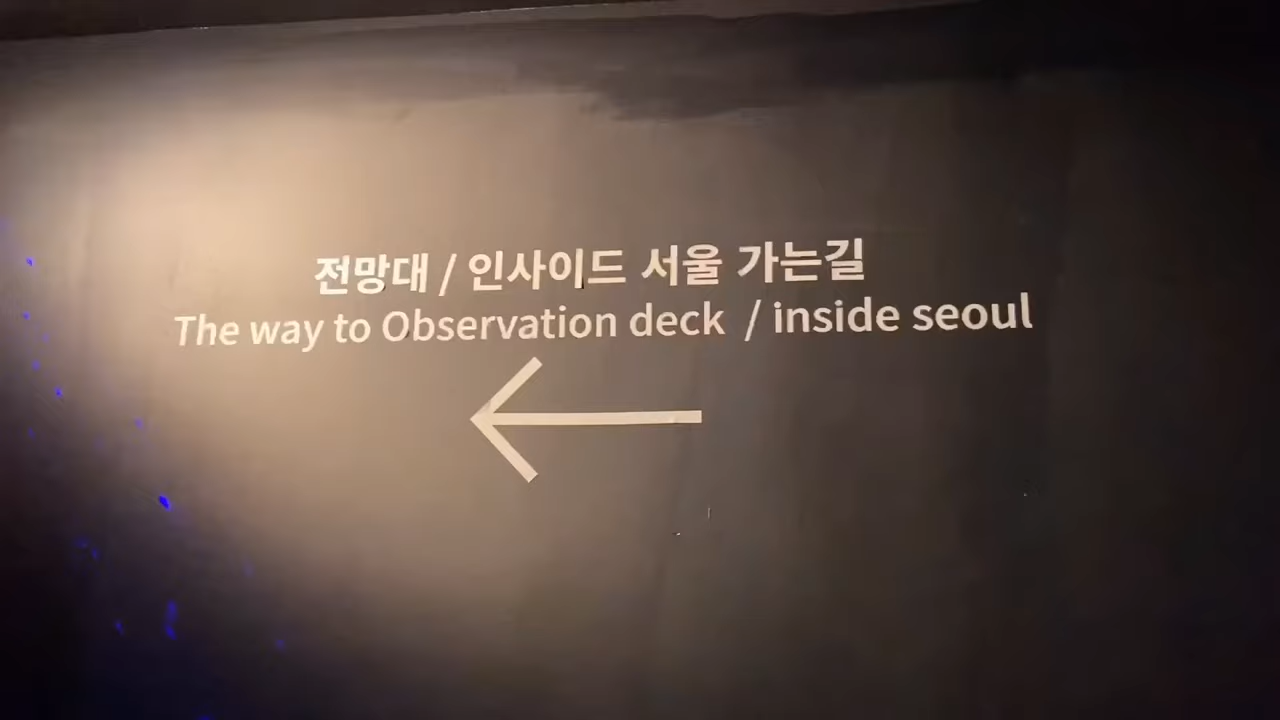 전망대 / 인사이드 서울 가는길
The way to Observation deck / inside seoul